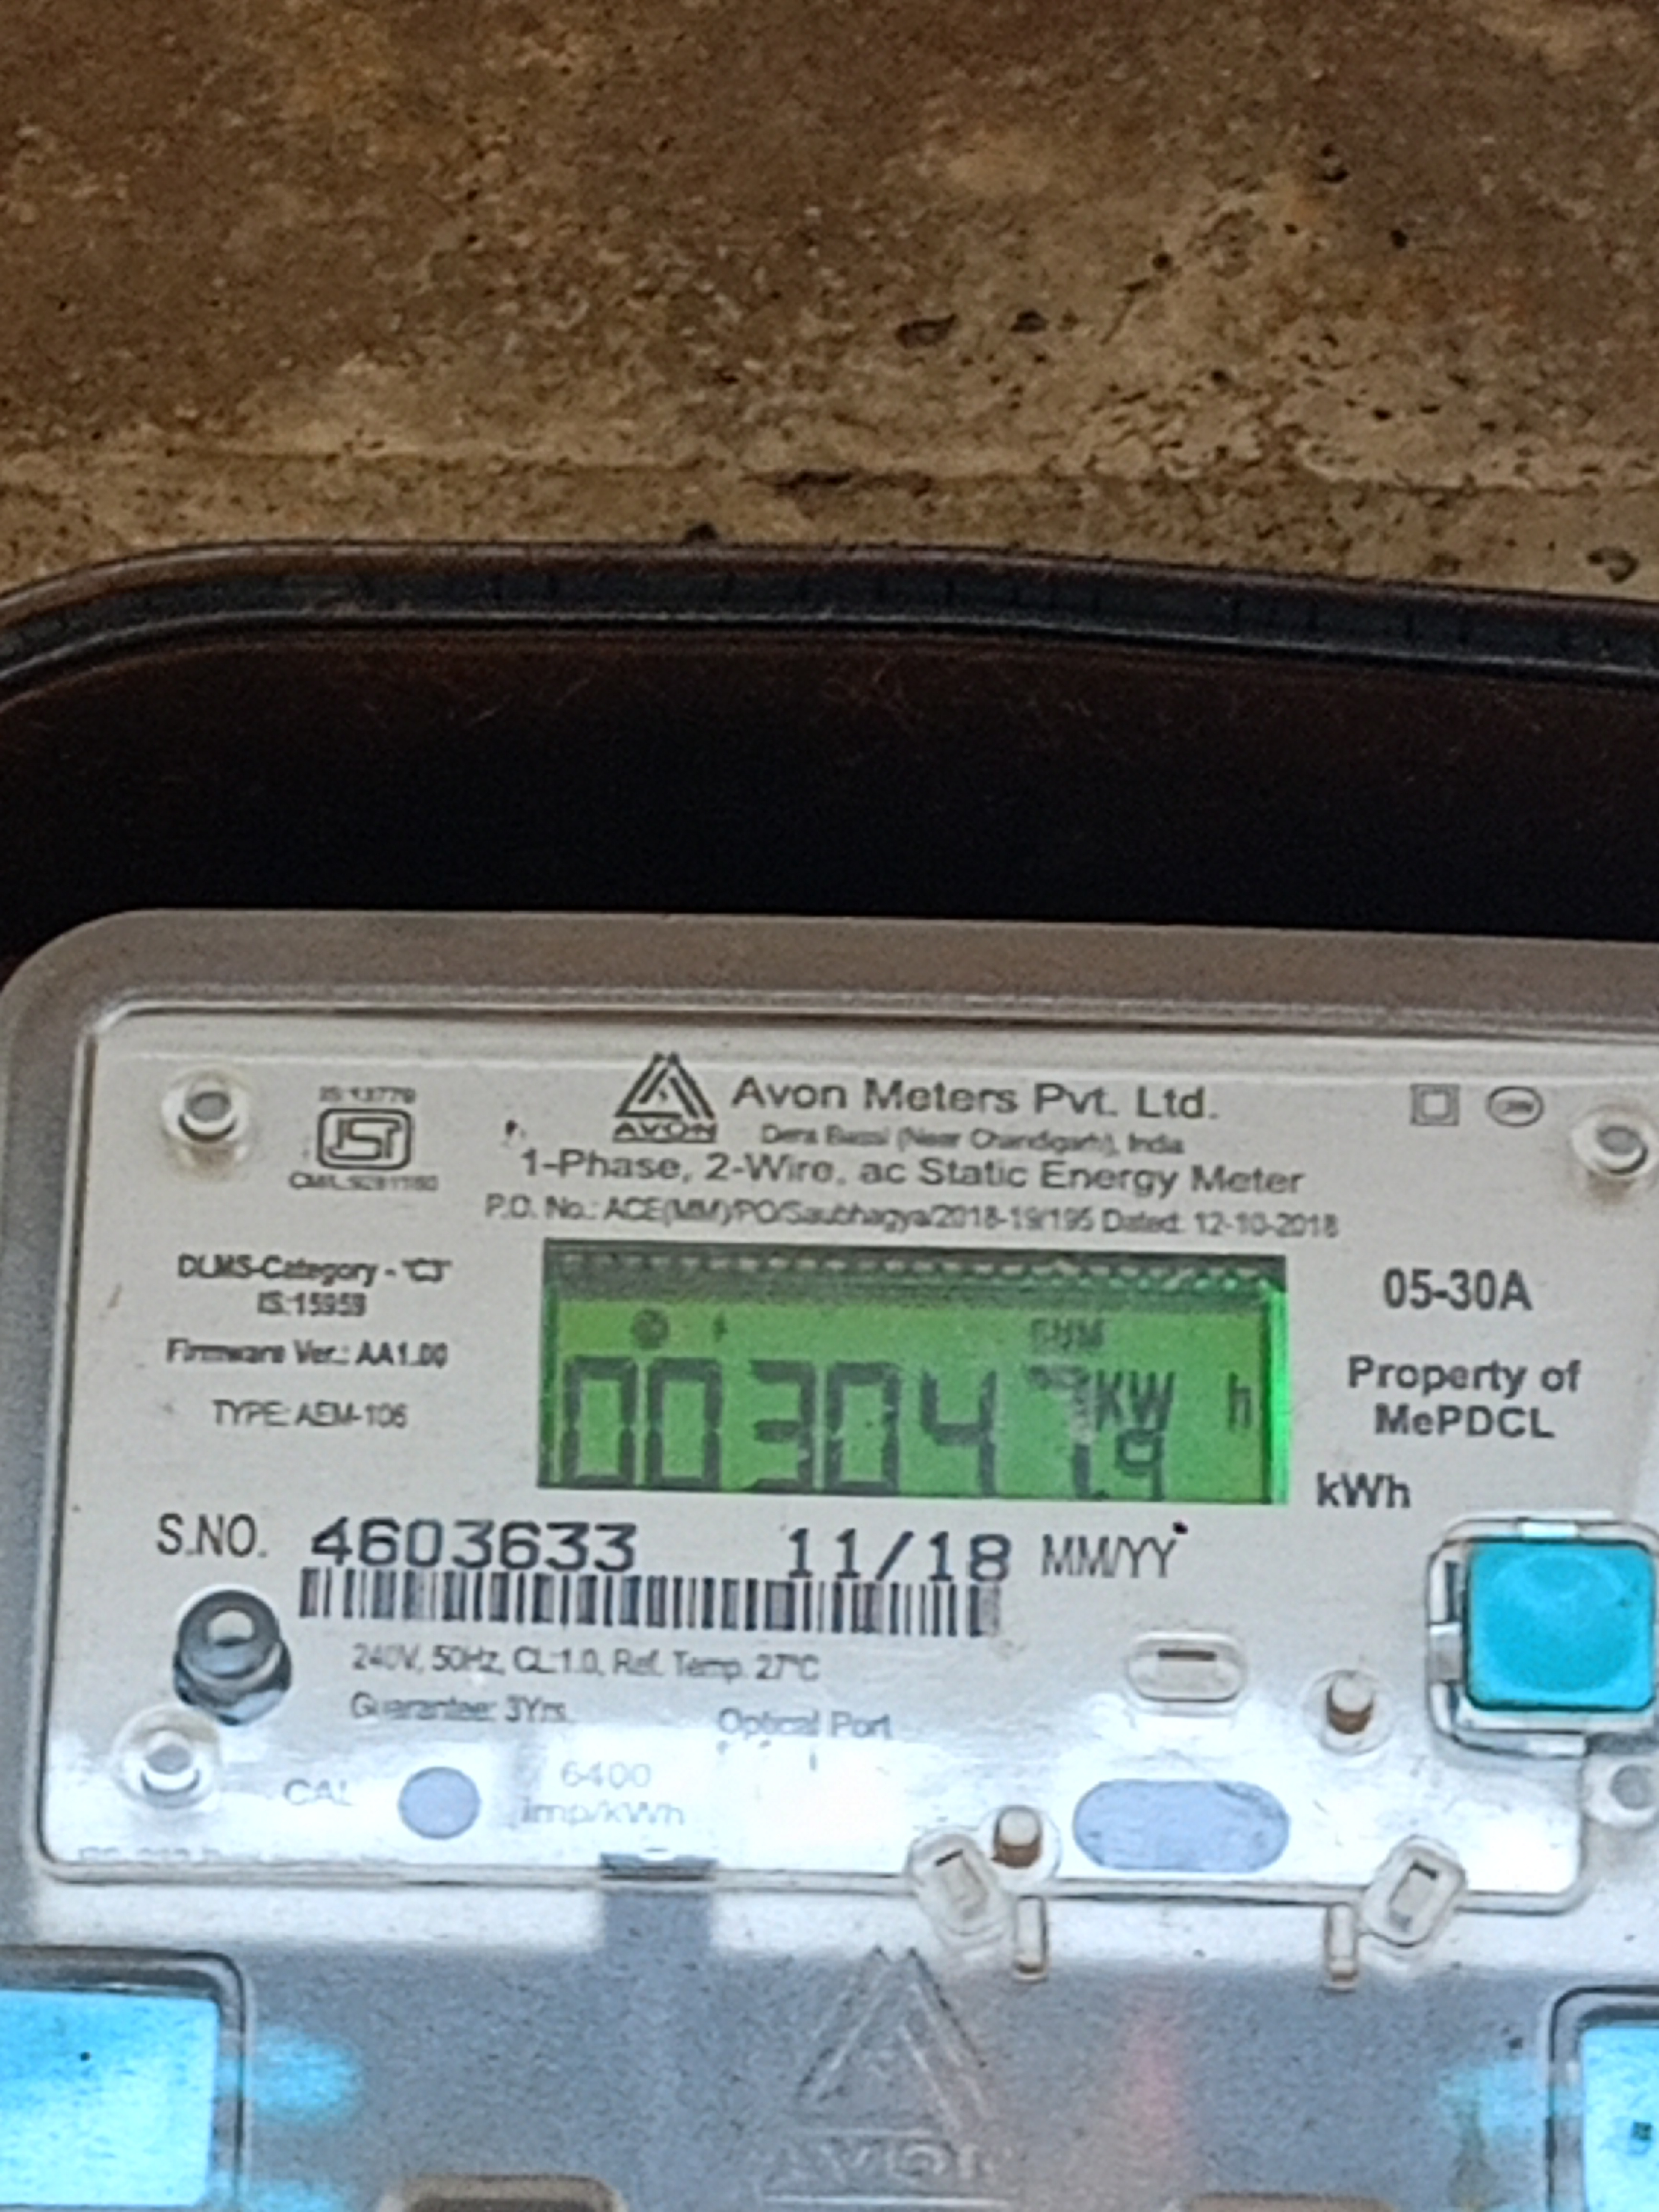 IS:13779
AVON
Avon Meters Pvt. Ltd.
Dera Bassi (Near Chandigarh), India
1-Phase, 2-Wire, ac Static Energy Meter
P.O. No.: ACE(MM)/PO/Saubhagya/2018-19/195 Dated: 12-10-2018
DLMS-Category - "C3"
IS:15959
Firmware Ver.: AA1.00
TYPE: AEM-106
05-30A
Property of
MePDCL
003047.9 KW h
kWh
S.NO. 4603633 11/18 MM/YY
240V, 50Hz, CL:1.0, Ref. Temp. 27°C
Guarantee: 3Yrs.
Optical Port
CAL
6400
imp/kWh
AVON